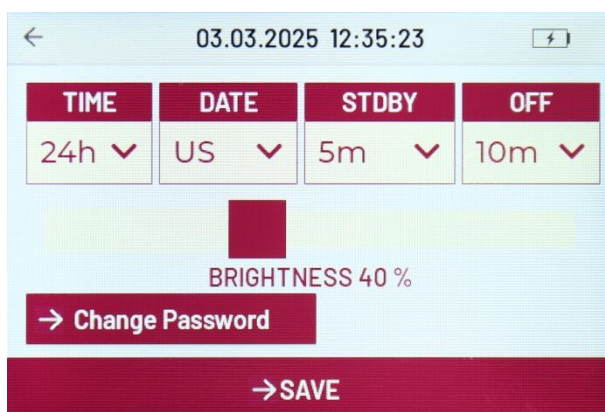 ← 03.03.2025 12:35:23
TIME DATE STDBY OFF
24h US 5m 10m
BRIGHTNESS 40 %
→ Change Password
→SAVE